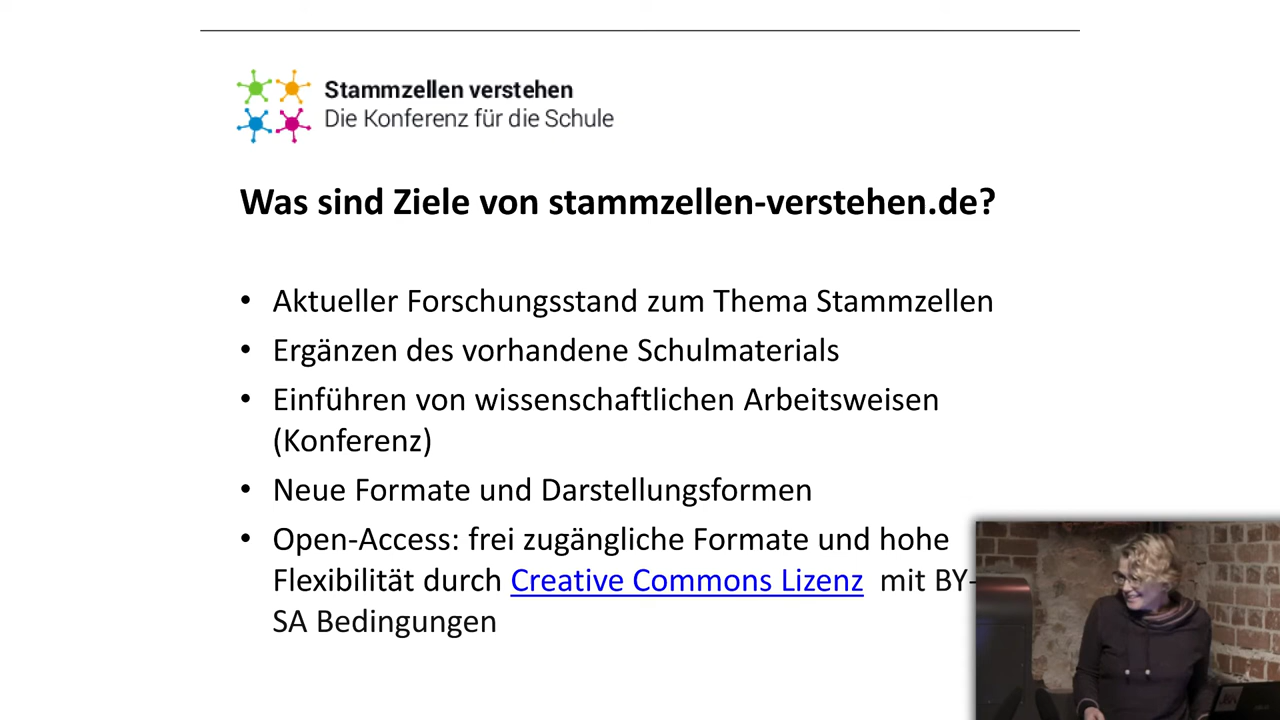 Stammzellen verstehen
Die Konferenz für die Schule
Was sind Ziele von stammzellen-verstehen.de?
• Aktueller Forschungsstand zum Thema Stammzellen
• Ergänzen des vorhandene Schulmaterials
• Einführen von wissenschaftlichen Arbeitsweisen
(Konferenz)
• Neue Formate und Darstellungsformen
• Open-Access: frei zugängliche Formate und hohe
Flexibilität durch Creative Commons Lizenz mit BY-
SA Bedingungen